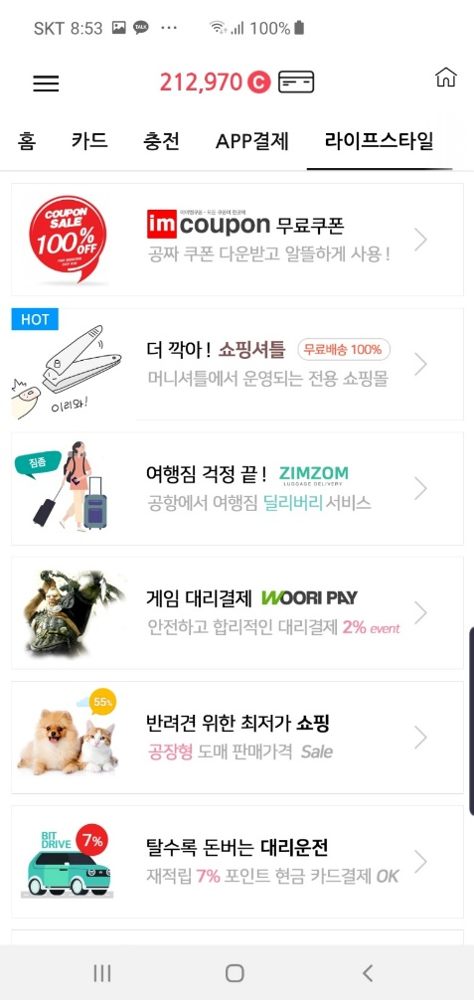 SKT 8:53 TALK ··· 100%
212,970 C
홈 카드 충전 APP결제 라이프스타일
COUPON
SALE
100%
OFF
imcoupon 무료쿠폰
공짜 쿠폰 다운받고 알뜰하게 사용!
HOT
이리와!
더 깍아! 쇼핑셔틀 무료배송 100%
머니셔틀에서 운영되는 전용 쇼핑몰
짐좀
여행짐 걱정 끝! ZIMZOM
LUGGAGE DELIVERY
공항에서 여행짐 딜리버리 서비스
게임 대리결제 WOORI PAY
안전하고 합리적인 대리결제 2% event
55%
반려견 위한 최저가 쇼핑
공장형 도매 판매가격 Sale
BIT
DRIVE 7%
탈수록 돈버는 대리운전
재적립 7% 포인트 현금 카드결제 OK